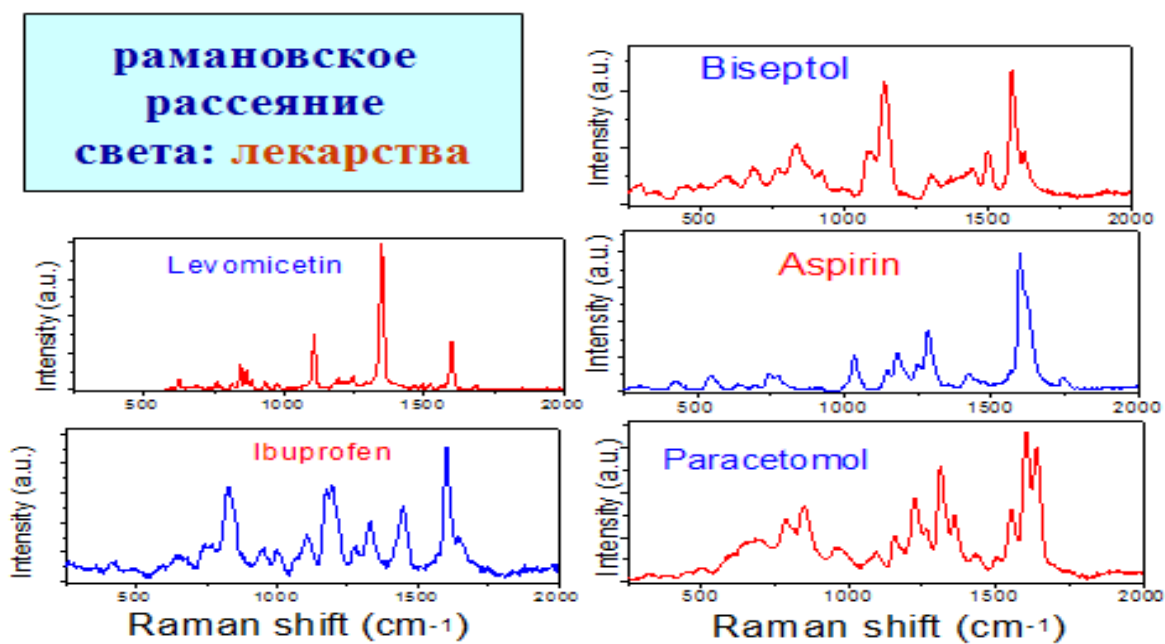 рамановское
рассеяние
света: лекарства
Biseptol
Intensity (a.u.)
500 1000 1500 2000
Levomicetin
Intensity (a.u.)
500 1000 1500 2000
Aspirin
Intensity (a.u.)
500 1000 1500 2000
Ibuprofen
Intensity (a.u.)
500 1000 1500 2000
Raman shift (cm-1)
Paracetomol
Intensity (a.u.)
500 1000 1500 2000
Raman shift (cm-1)